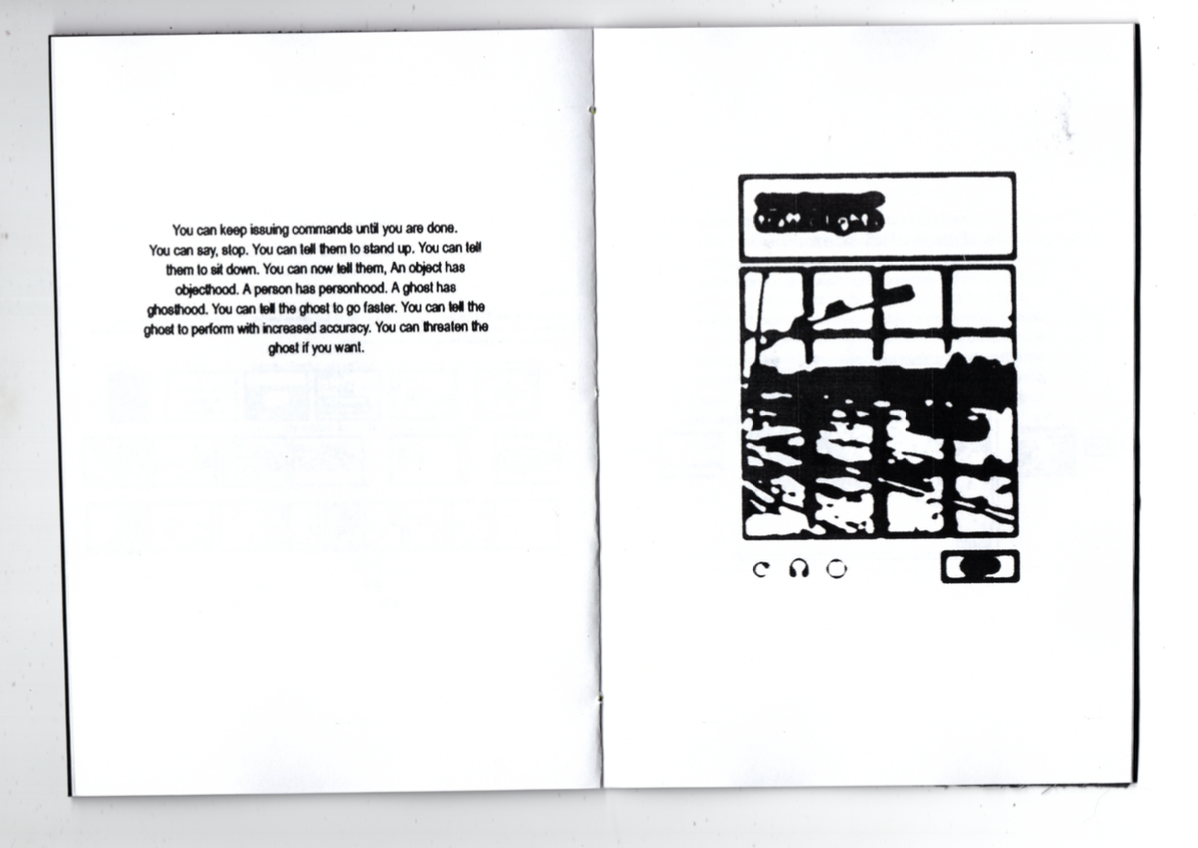 You can keep issuing commands until you are done.
You can say, stop. You can tell them to stand up. You can tell
them to sit down. You can now tell them, An object has
objecthood. A person has personhood. A ghost has
ghosthood. You can tell the ghost to go faster. You can tell the
ghost to perform with increased accuracy. You can threaten the
ghost if you want.